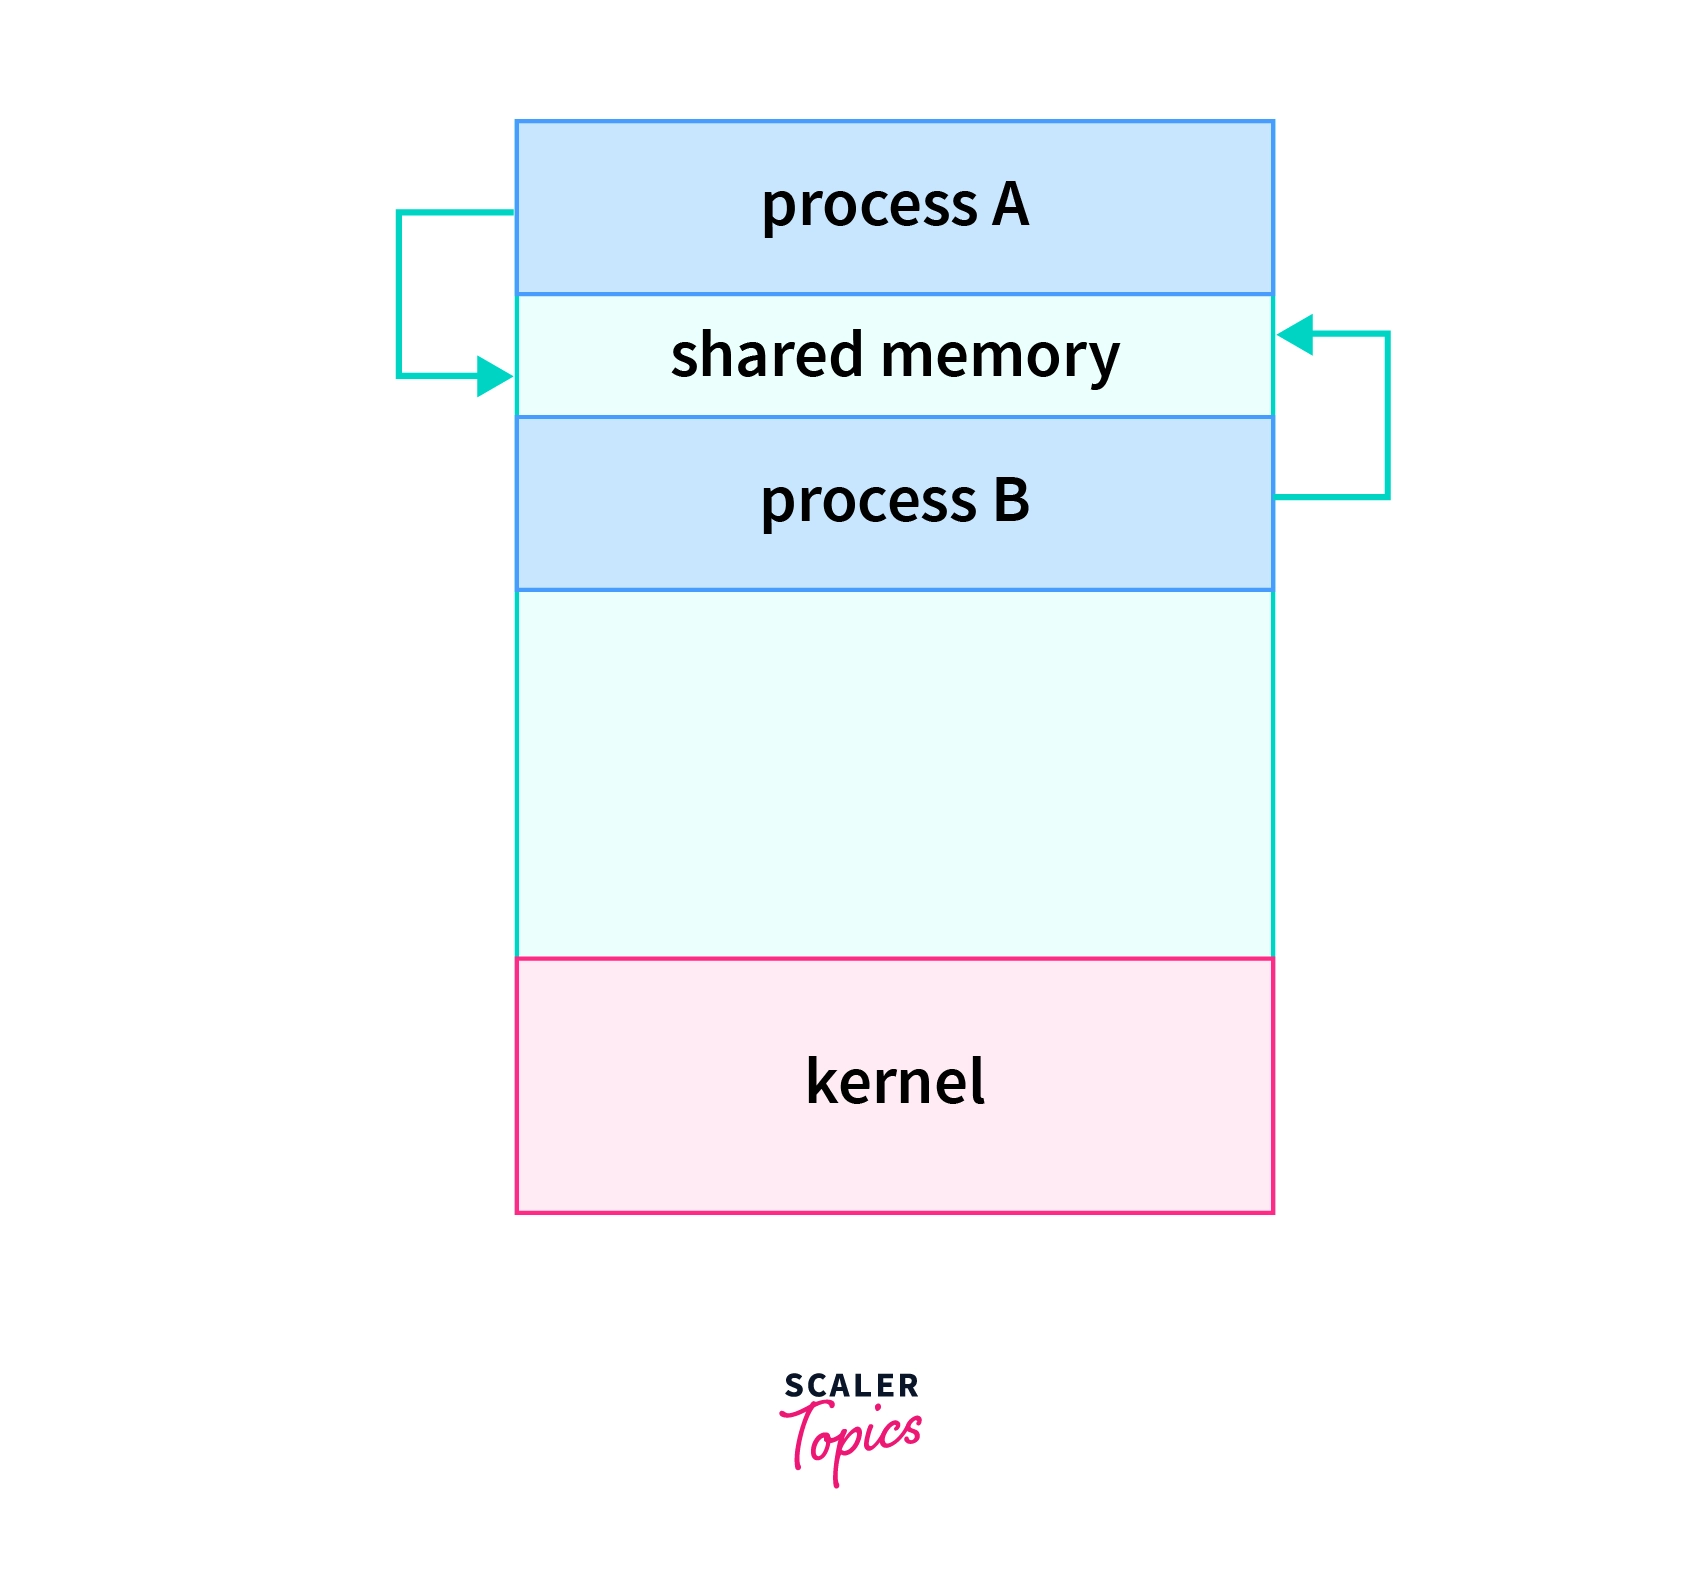 process A
shared memory
process B
kernel
SCALER
Topics